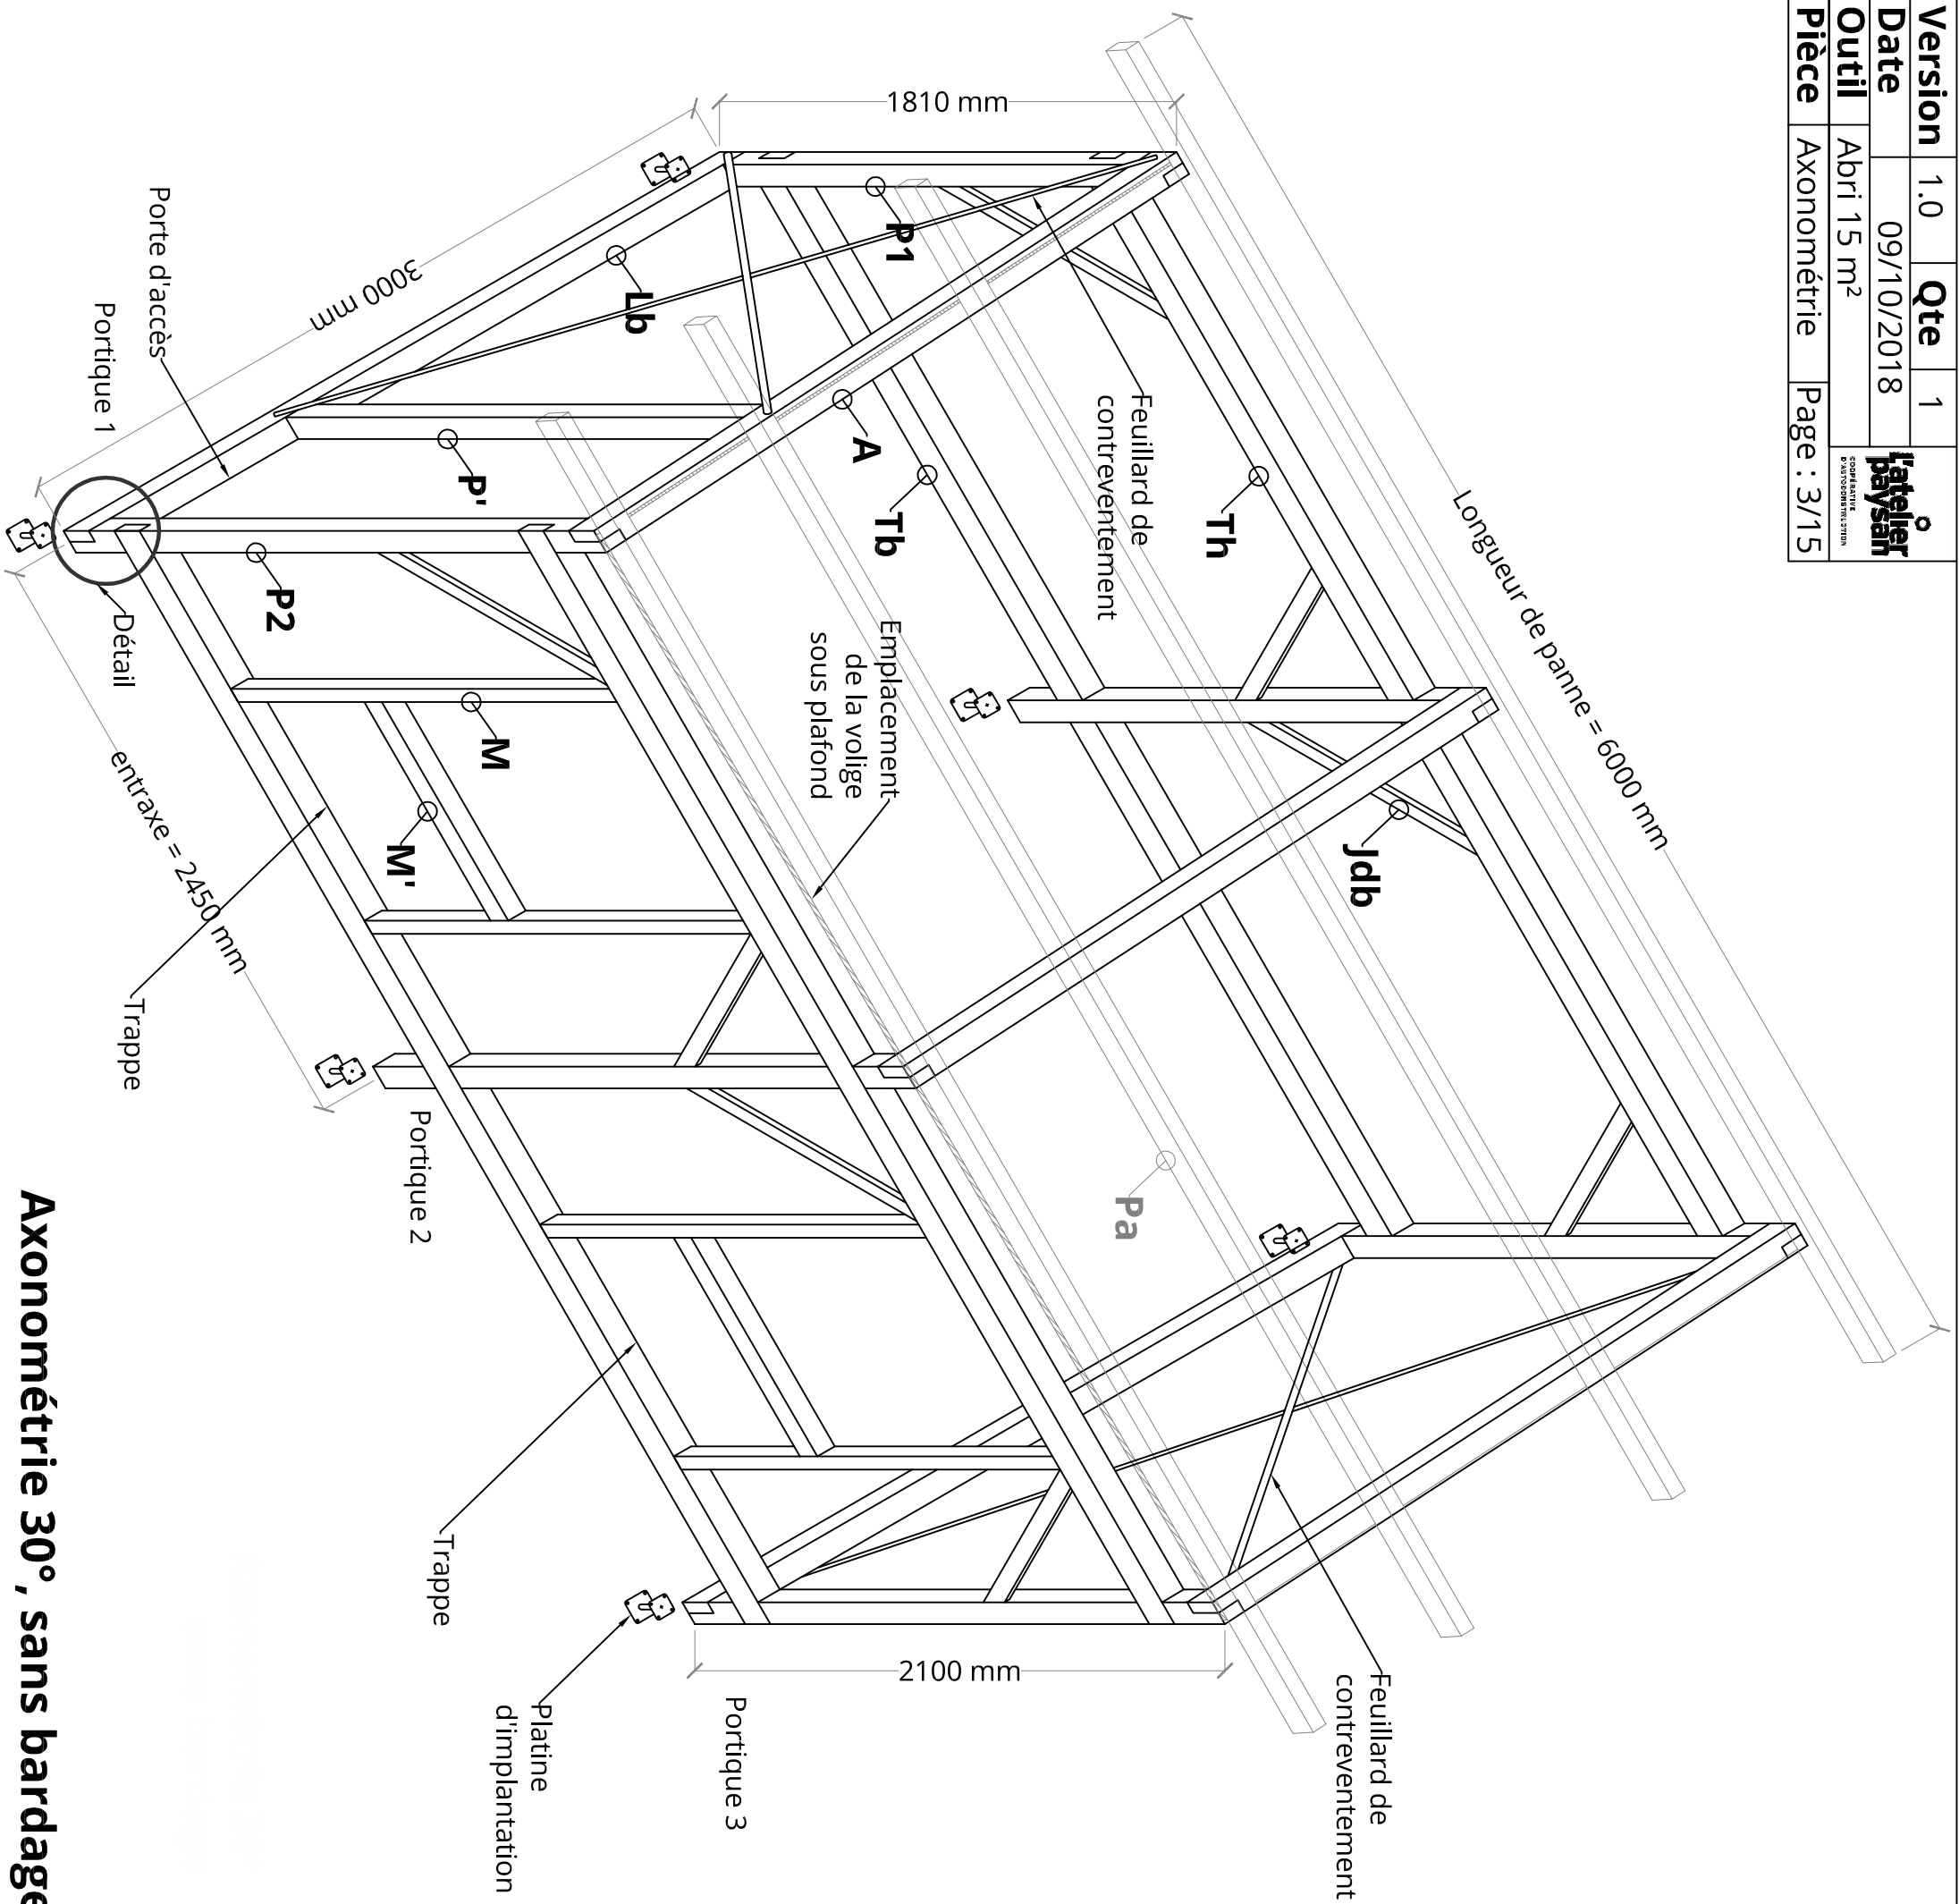 Version 1.0 Qte 1
Date 09/10/2018
Outil Abri 15 m²
Pièce Axonométrie Page : 3/15
l'atelier
paysan
COOPÉRATIVE
D'AUTOCONSTRUCTION
Longueur de panne = 6000 mm
1810 mm
3000 mm
entraxe = 2450 mm
2100 mm
P1
Lb
A
Tb
Th
P'
P2
M
M'
Jdb
Pa
Feuillard de
contreventement
Emplacement
de la volige
sous plafond
Porte d'accès
Portique 1
Détail
Trappe
Portique 2
Trappe
Platine
d'implantation
Portique 3
Feuillard de
contreventement
Axonométrie 30°, sans bardage